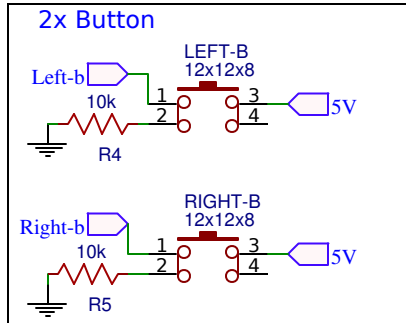 2x Button
LEFT-B
12x12x8
Left-b
1
3
5V
10k
2
4
R4
RIGHT-B
12x12x8
Right-b
1
3
5V
10k
2
4
R5